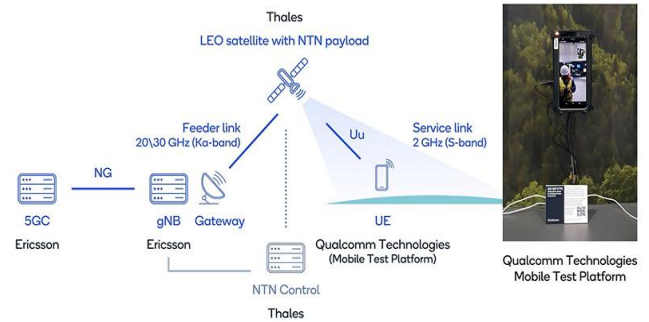 Thales
LEO satellite with NTN payload
Feeder link
20\30 GHz (Ka-band)
Uu
Service link
2 GHz (S-band)
NG
5GC
gNB
Gateway
UE
Ericsson
Ericsson
Qualcomm Technologies
(Mobile Test Platform)
NTN Control
Thales
Qualcomm Technologies
Mobile Test Platform